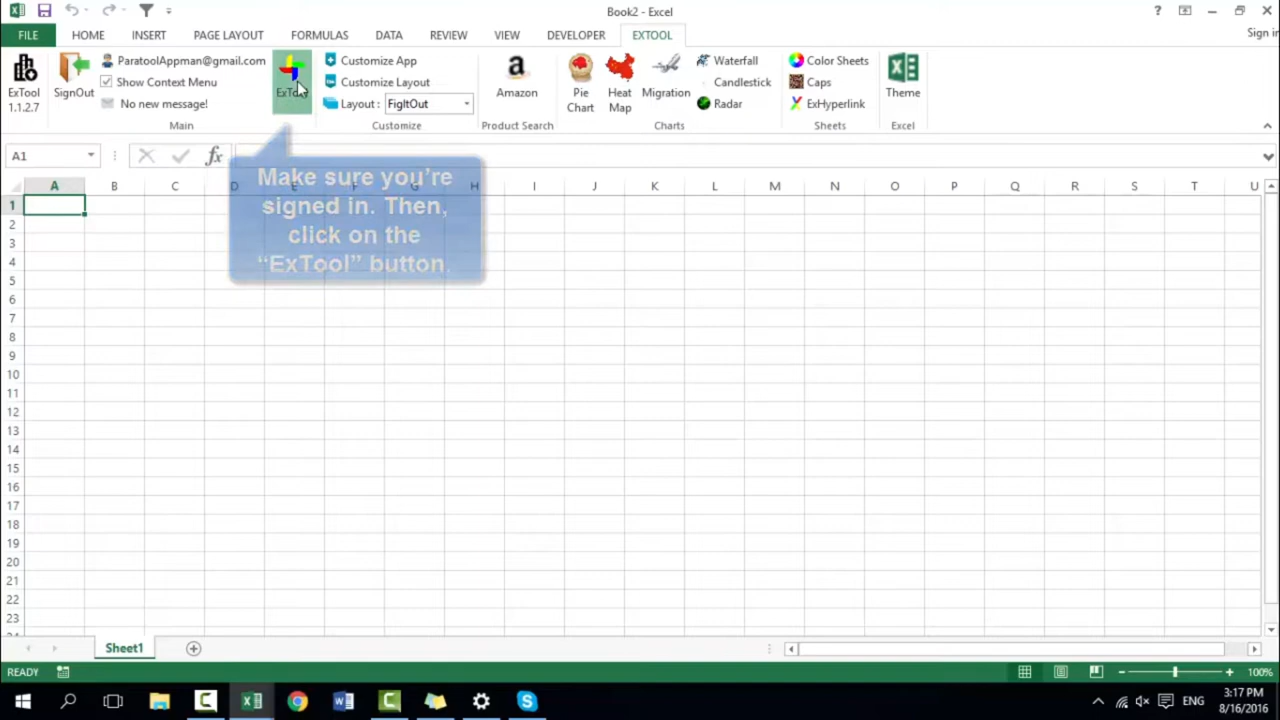 Book2 - Excel
?
FILE HOME INSERT PAGE LAYOUT FORMULAS DATA REVIEW VIEW DEVELOPER EXTOOL
Sign in
ExTool
1.1.2.7
SignOut
ParatoolAppman@gmail.com
Show Context Menu
No new message!
Main
Customize App
Customize Layout
Layout : FigItOut
Customize
Amazon
Product Search
Pie
Chart
Heat
Map
Migration
Waterfall
Candlestick
Radar
Charts
Color Sheets
Caps
ExHyperlink
Sheets
Theme
Excel
A1
fx
Make sure you're
signed in. Then,
click on the
“ExTool” button.
A B C D E F G H I J K L M N O P Q R S T U
1
2
3
4
5
6
7
8
9
10
11
12
13
14
15
16
17
18
19
20
21
22
23
Sheet1
READY
100%
ENG
3:17 PM
8/16/2016